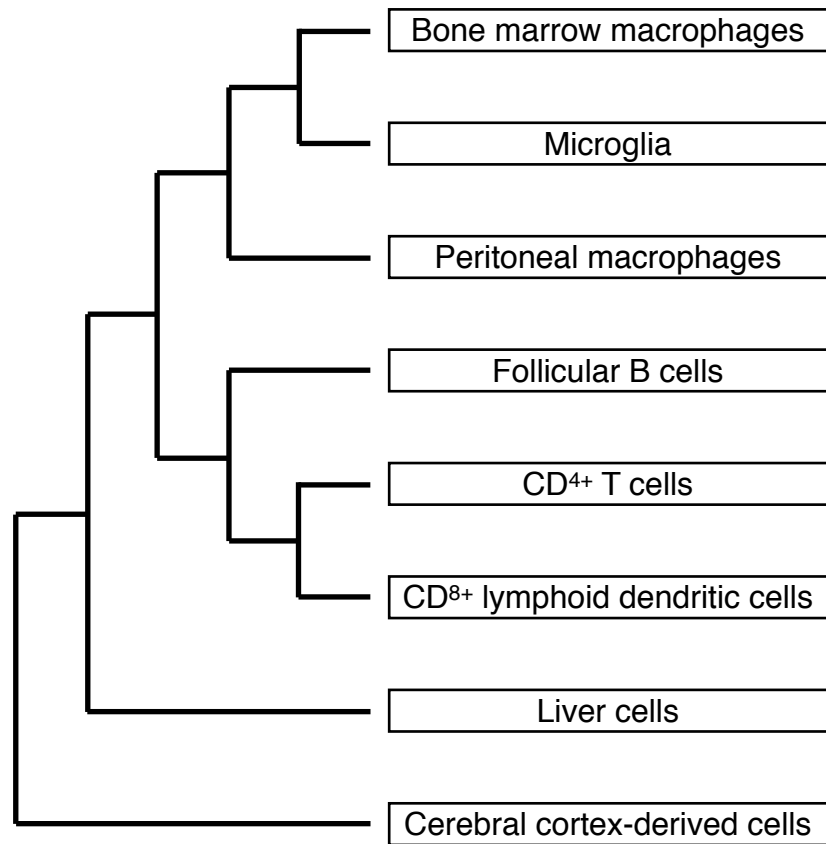 Bone marrow macrophages
Microglia
Peritoneal macrophages
Follicular B cells
CD⁴⁺ T cells
CD⁸⁺ lymphoid dendritic cells
Liver cells
Cerebral cortex-derived cells